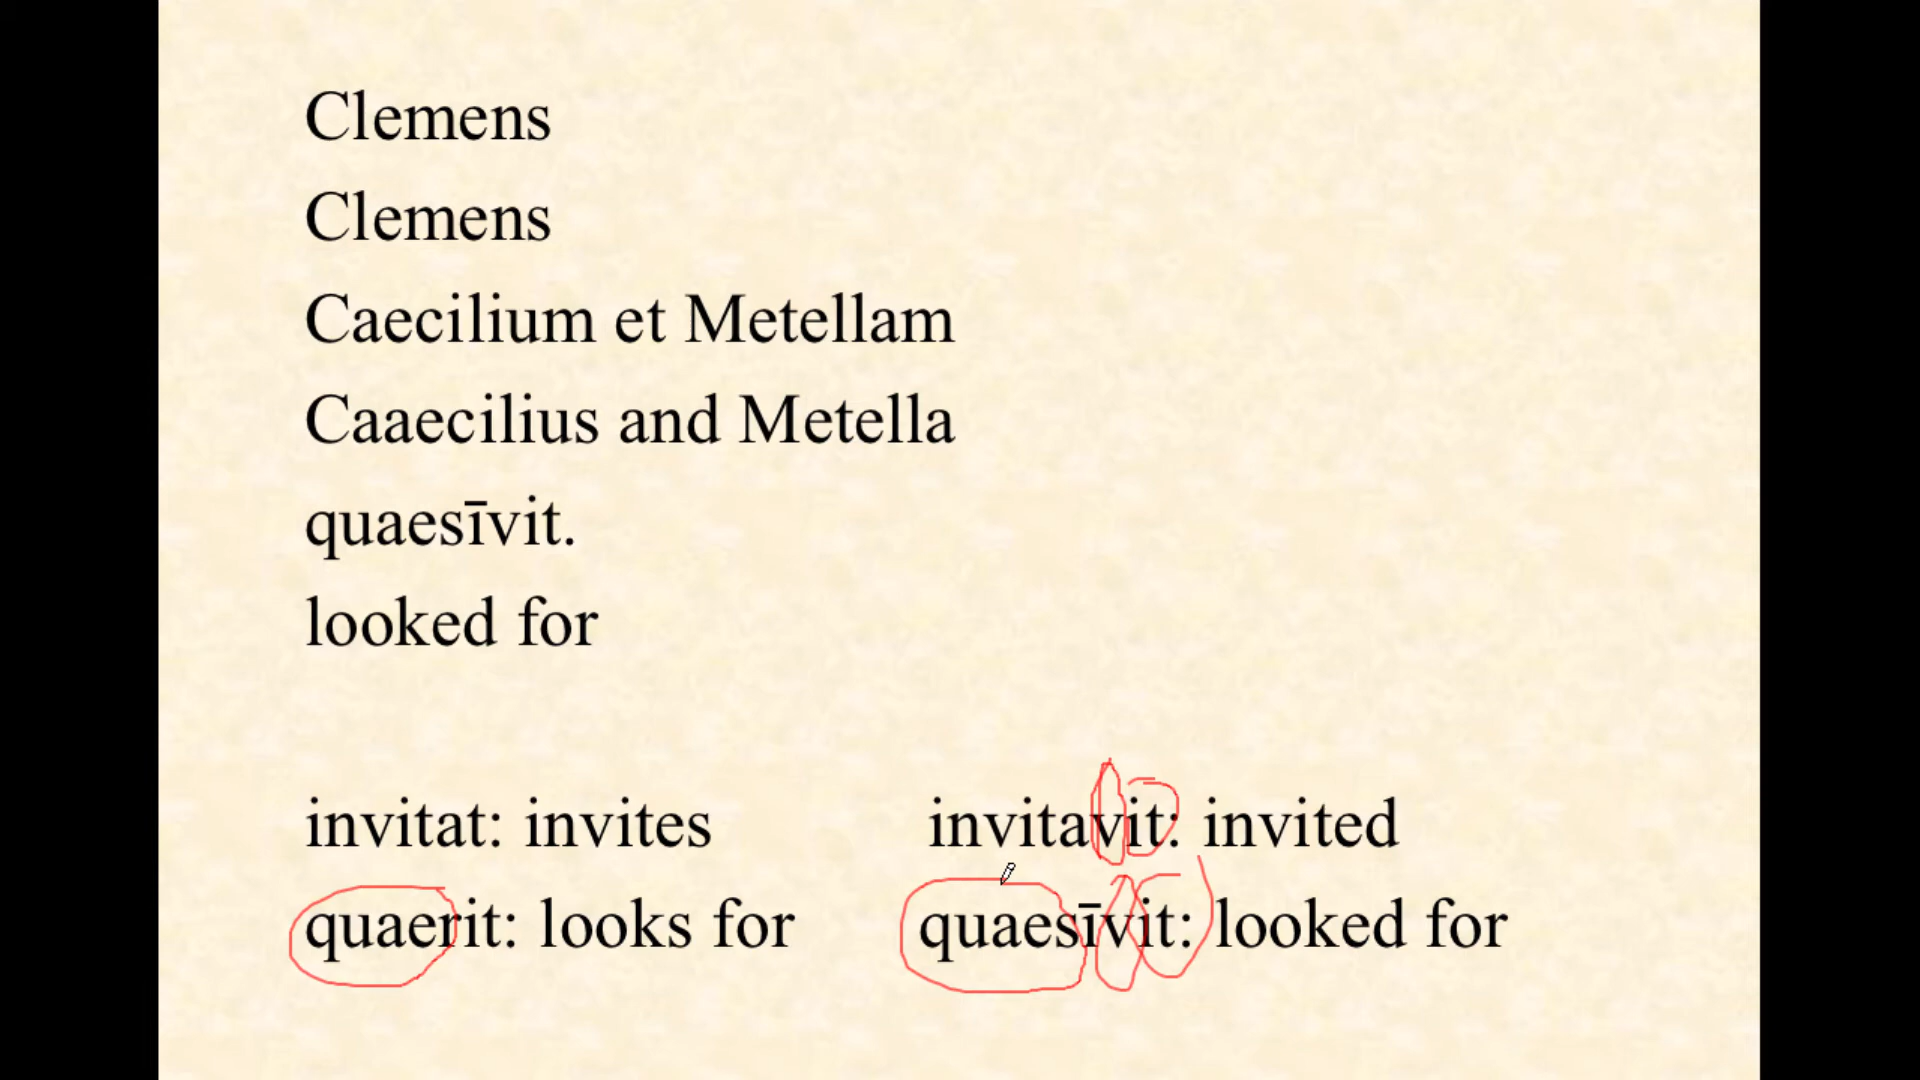 Clemens
Clemens
Caecilium et Metellam
Caaecilius and Metella
quaesīvit.
looked for
invitat: invites invitavit: invited
quaerit: looks for quaesīvit: looked for